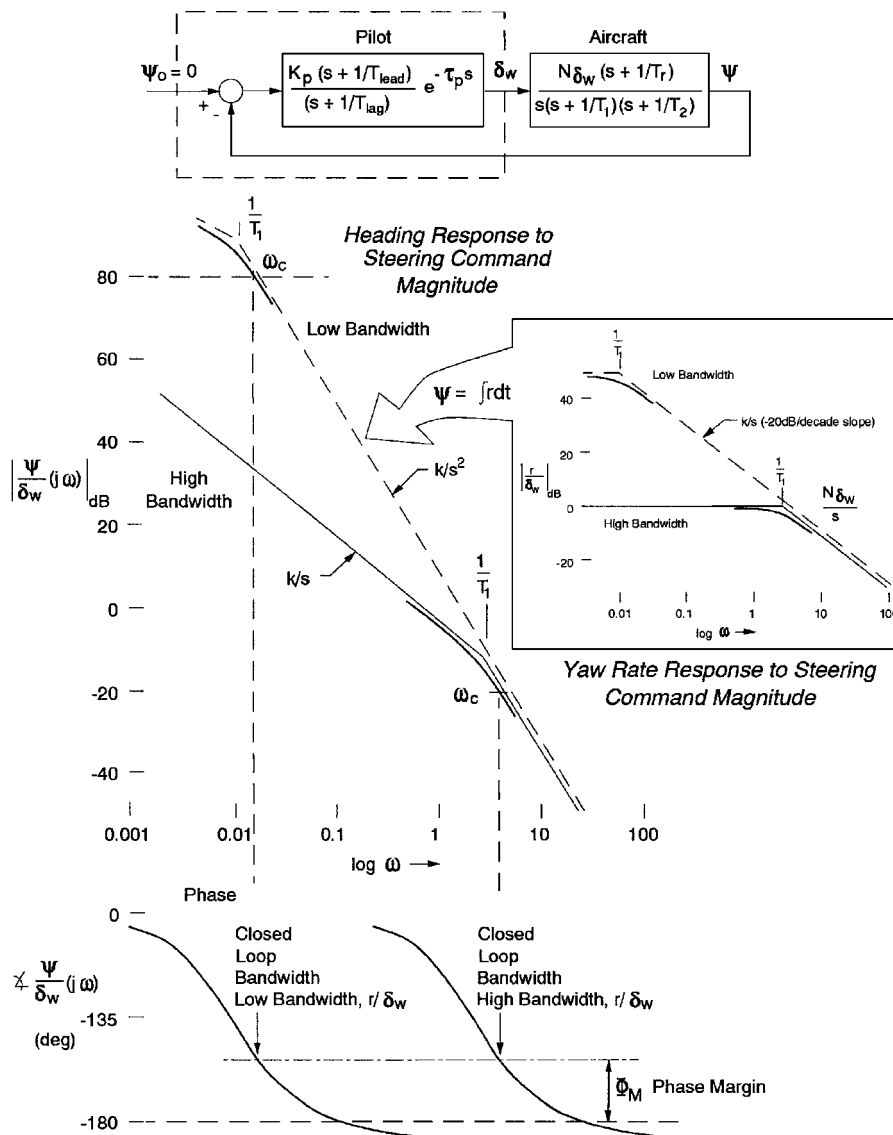 Pilot
Aircraft
Ψo = 0
+
-
Kp (s + 1/Tlead)
(s + 1/Tlag)
e- τps
δw
Nδw (s + 1/Tr)
s(s + 1/T1)(s + 1/T2)
Ψ
1
T1
ωc
Heading Response to
Steering Command
Magnitude
Low Bandwidth
Ψ = ∫rdt
k/s2
High
Bandwidth
k/s
1
T1
ωc
|Ψ/δw (jω)|dB
80
60
40
20
0
-20
-40
0.001
0.01
0.1
1
10
100
log ω
1
T1
Low Bandwidth
k/s (-20dB/decade slope)
1
T1
Nδw
s
High Bandwidth
|r/δw|dB
40
20
0
-20
0.01
0.1
1
10
100
log ω
Yaw Rate Response to Steering
Command Magnitude
Phase
∡ Ψ/δw (jω)
(deg)
0
-135
-180
Closed
Loop
Bandwidth
Low Bandwidth, r/ δw
Closed
Loop
Bandwidth
High Bandwidth, r/ δw
ΦM Phase Margin